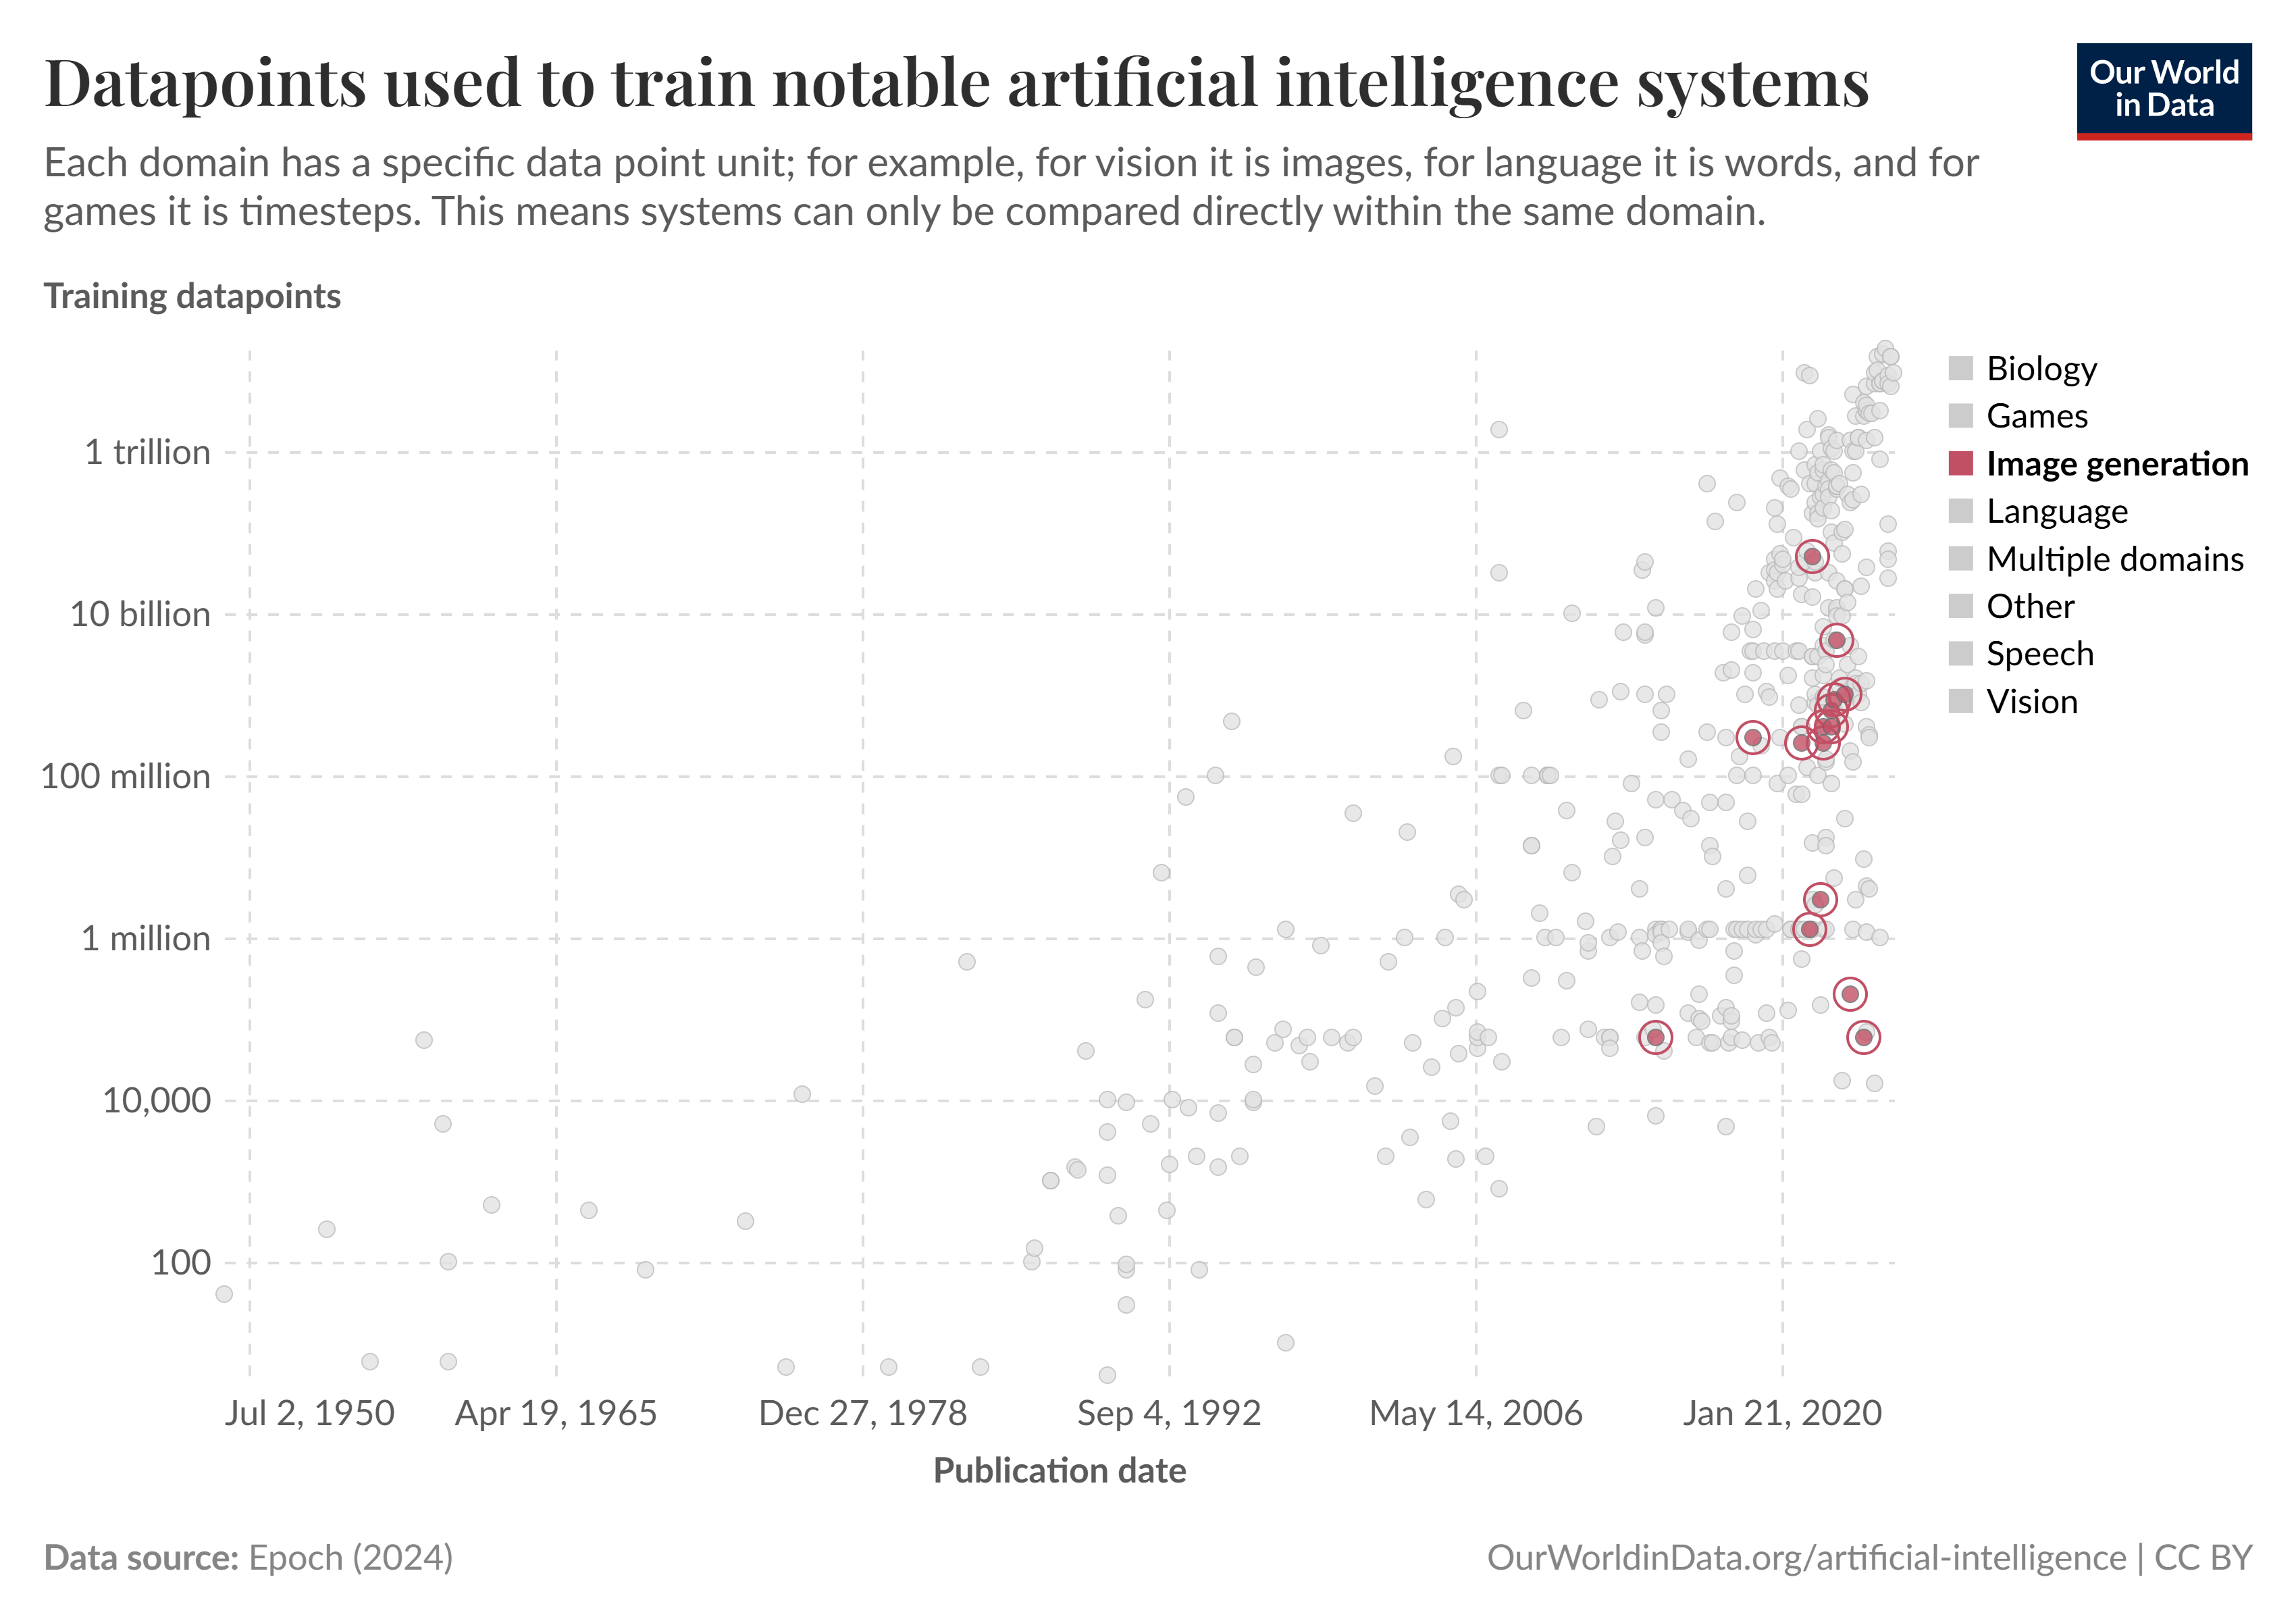 Datapoints used to train notable artificial intelligence systems
Our World
in Data
Each domain has a specific data point unit; for example, for vision it is images, for language it is words, and for
games it is timesteps. This means systems can only be compared directly within the same domain.
Training datapoints
1 trillion
10 billion
100 million
1 million
10,000
100
Jul 2, 1950
Apr 19, 1965
Dec 27, 1978
Sep 4, 1992
May 14, 2006
Jan 21, 2020
Publication date
Biology
Games
Image generation
Language
Multiple domains
Other
Speech
Vision
Data source: Epoch (2024)
OurWorldinData.org/artificial-intelligence | CC BY